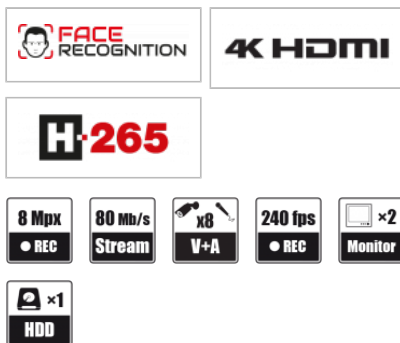 FACE
RECOGNITION
4K HDMI
H.265
8 Mpx
REC
80 Mb/s
Stream
x8
V+A
240 fps
REC
×2
Monitor
×1
HDD